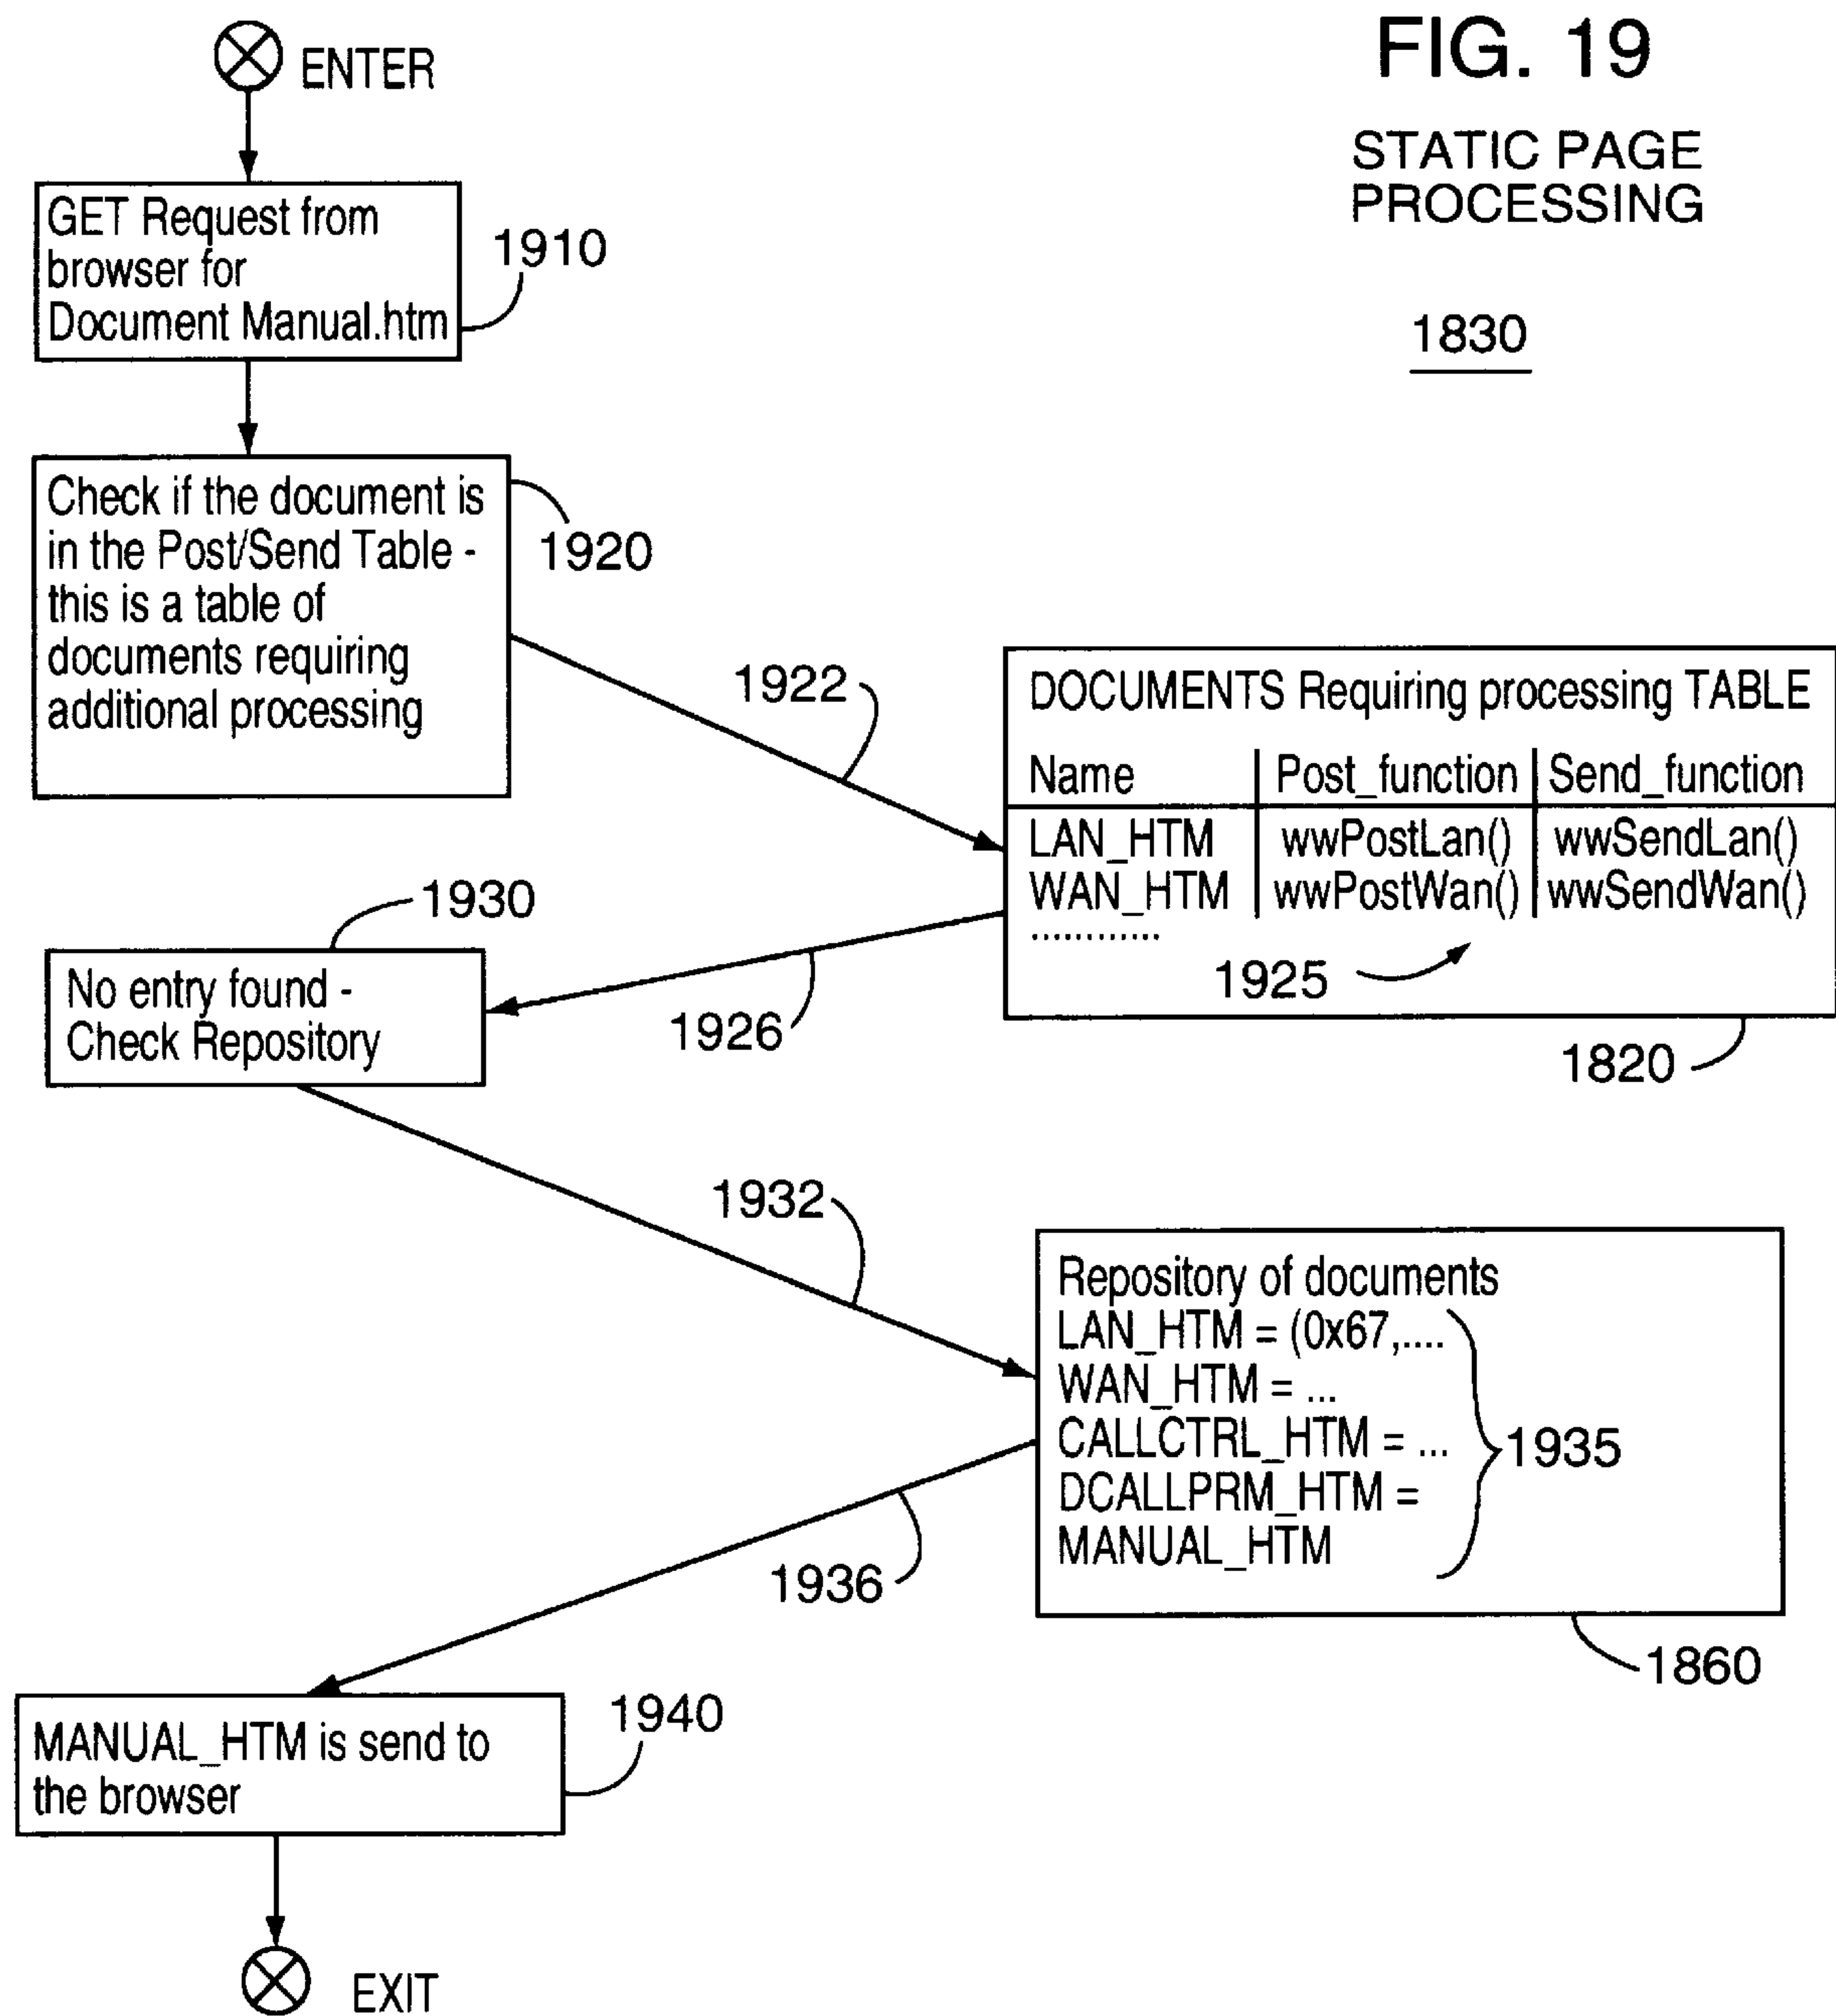 FIG. 19
STATIC PAGE
PROCESSING
1830
ENTER
GET Request from
browser for
Document Manual.htm
1910
Check if the document is
in the Post/Send Table -
this is a table of
documents requiring
additional processing
1920
1922
DOCUMENTS Requiring processing TABLE
Name Post_function Send_function
LAN_HTM wwPostLan() wwSendLan()
WAN_HTM wwPostWan() wwSendWan()
............
1925
1820
1926
1930
No entry found -
Check Repository
1932
Repository of documents
LAN_HTM = (0x67,....
WAN_HTM = ...
CALLCTRL_HTM = ...
DCALLPRM_HTM =
MANUAL_HTM
1935
1860
1936
MANUAL_HTM is send to
the browser
1940
EXIT